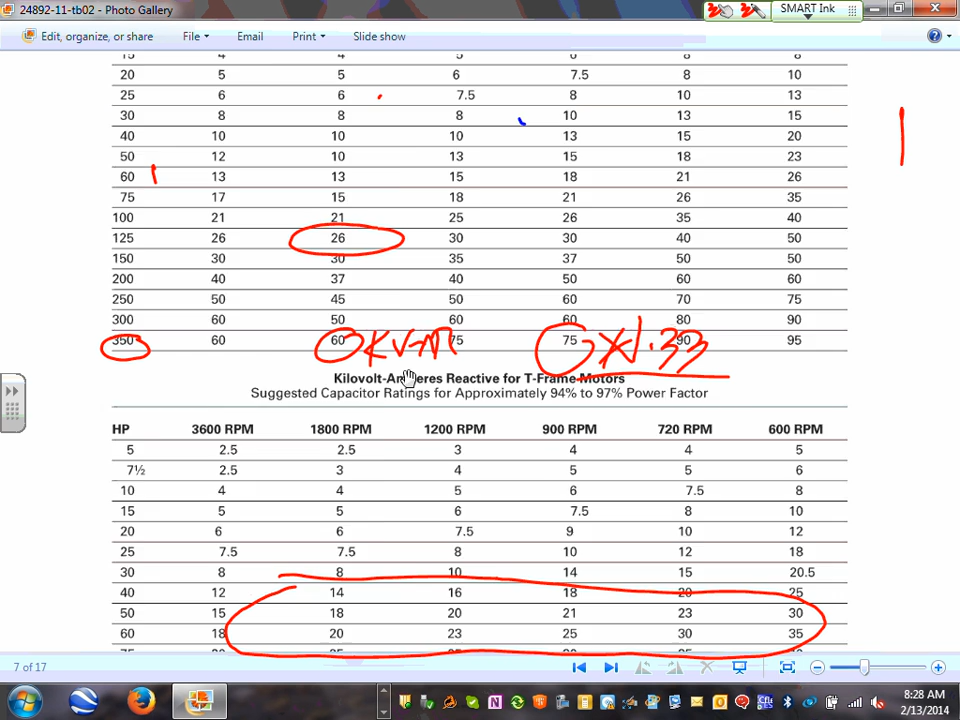 24892-11-tb02 - Photo Gallery
SMART Ink
Edit, organize, or share File Email Print Slide show
15 4 4 5 6 8 8
20 5 5 6 7.5 8 10
25 6 6 7.5 8 10 13
30 8 8 8 10 13 15
40 10 10 10 13 15 20
50 12 10 13 15 18 23
60 13 13 15 18 21 26
75 17 15 18 21 26 35
100 21 21 25 26 35 40
125 26 26 30 30 40 50
150 30 30 35 37 50 60
200 40 37 40 50 60 60
250 50 45 50 60 70 75
300 60 50 60 60 80 90
350 60 60 75 75 90 95
KVAR X 1.33
Kilovolt-Amperes Reactive for T-Frame Motors
Suggested Capacitor Ratings for Approximately 94% to 97% Power Factor
HP 3600 RPM 1800 RPM 1200 RPM 900 RPM 720 RPM 600 RPM
5 2.5 2.5 3 4 4 5
7½ 2.5 3 4 5 5 6
10 4 4 5 6 7.5 8
15 5 5 6 7.5 8 10
20 6 6 7.5 9 10 12
25 7.5 7.5 8 10 12 18
30 8 8 10 14 15 20.5
40 12 14 16 18 20 25
50 15 18 20 21 23 30
60 18 20 23 25 30 35
7 of 17
8:28 AM
2/13/2014